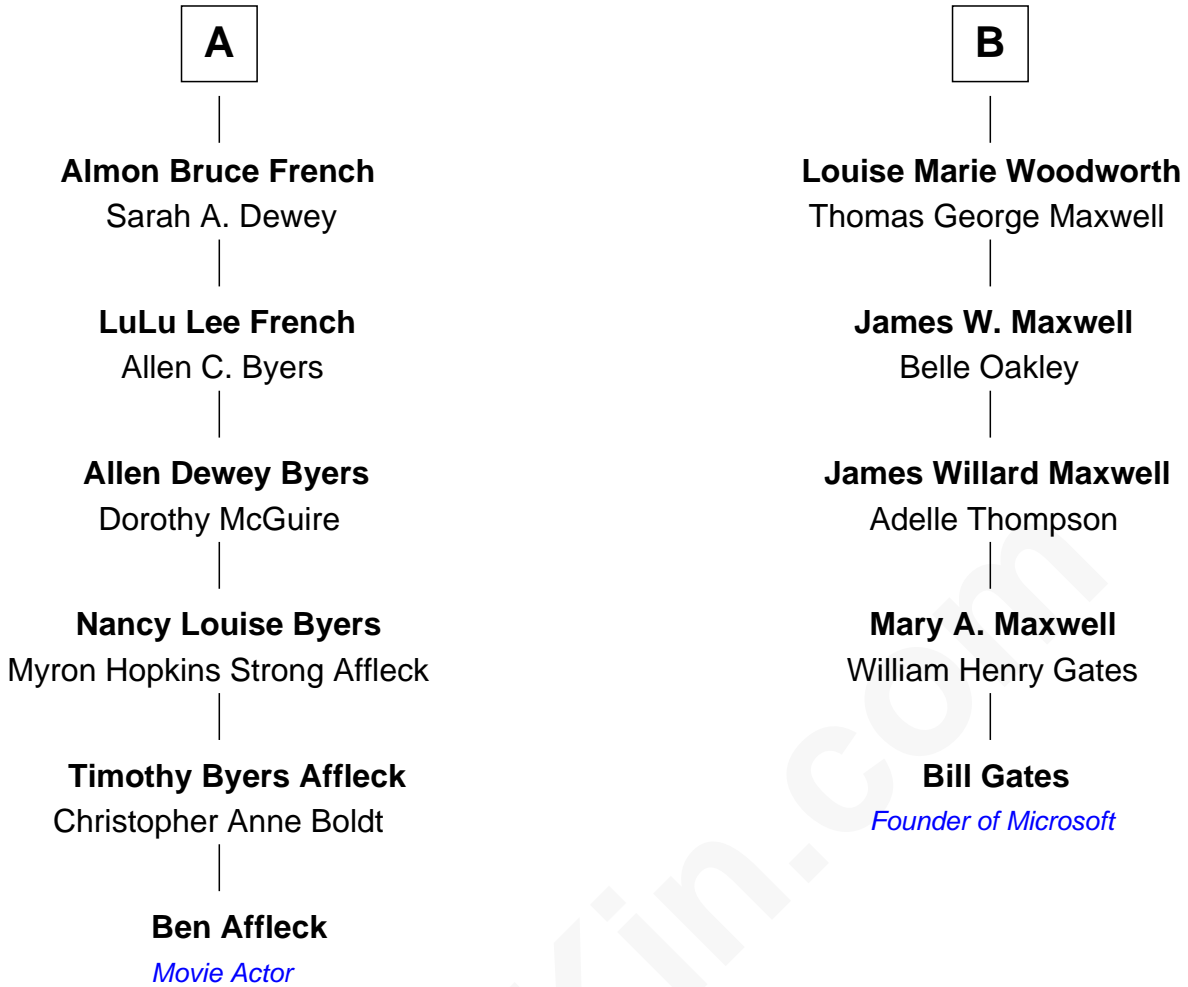 A
Almon Bruce French
Sarah A. Dewey
LuLu Lee French
Allen C. Byers
Allen Dewey Byers
Dorothy McGuire
Nancy Louise Byers
Myron Hopkins Strong Affleck
Timothy Byers Affleck
Christopher Anne Boldt
Ben Affleck
Movie Actor
B
Louise Marie Woodworth
Thomas George Maxwell
James W. Maxwell
Belle Oakley
James Willard Maxwell
Adelle Thompson
Mary A. Maxwell
William Henry Gates
Bill Gates
Founder of Microsoft
Kin.com